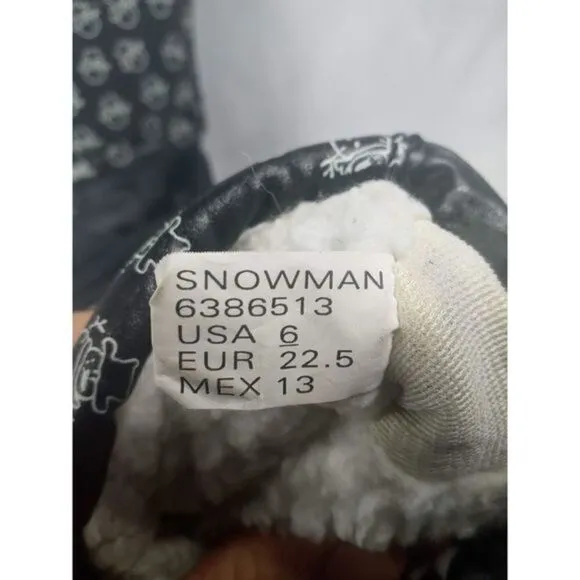 SNOWMAN
6386513
USA 6
EUR 22.5
MEX 13